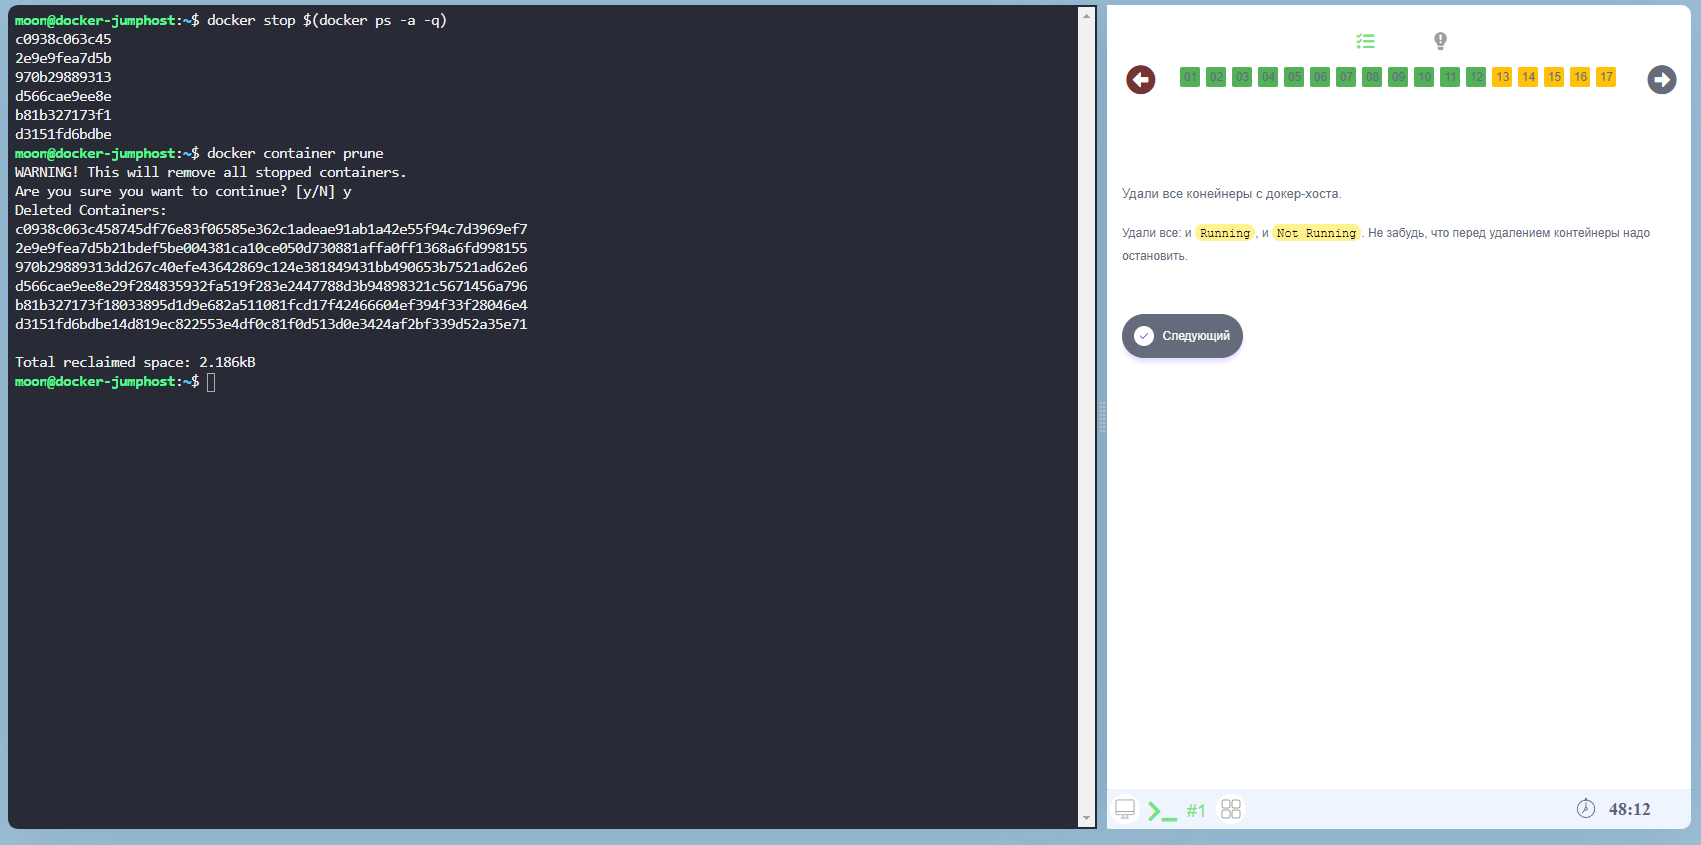 moon@docker-jumphost:~$ docker stop $(docker ps -a -q)
c0938c063c45
2e9e9fea7d5b
970b29889313
d566cae9ee8e
b81b327173f1
d3151fd6bdbe
moon@docker-jumphost:~$ docker container prune
WARNING! This will remove all stopped containers.
Are you sure you want to continue? [y/N] y
Deleted Containers:
c0938c063c458745df76e83f06585e362c1adeae91ab1a42e55f94c7d3969ef7
2e9e9fea7d5b21bdef5be004381ca10ce050d730881affa0ff1368a6fd998155
970b29889313dd267c40efe43642869c124e381849431bb490653b7521ad62e6
d566cae9ee8e29f284835932fa519f283e2447788d3b94898321c5671456a796
b81b327173f18033895d1d9e682a511081fcd17f42466604ef394f33f28046e4
d3151fd6bdbe14d819ec822553e4df0c81f0d513d0e3424af2bf339d52a35e71
Total reclaimed space: 2.186kB
moon@docker-jumphost:~$
01 02 03 04 05 06 07 08 09 10 11 12 13 14 15 16 17
Удали все конейнеры с докер-хоста.
Удали все: и Running, и Not Running. Не забудь, что перед удалением контейнеры надо
остановить.
Следующий
#1
48:12